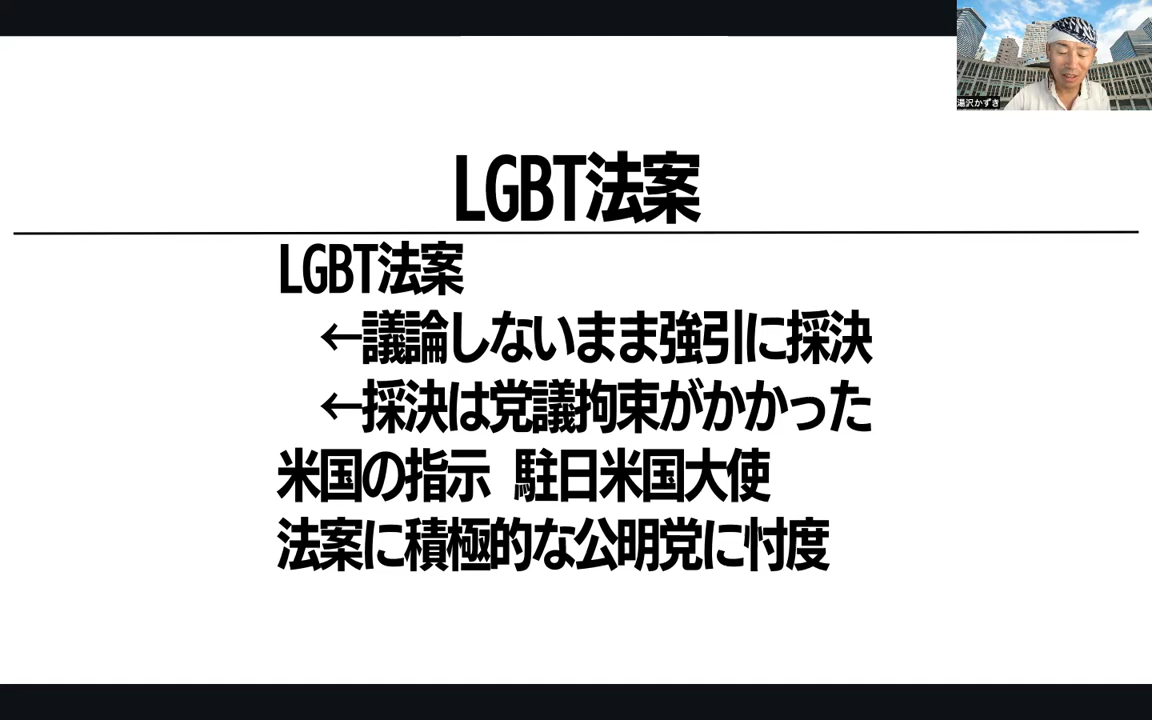 湯沢かずき
LGBT法案
LGBT法案
←議論しないまま強引に採決
←採決は党議拘束がかかった
米国の指示 駐日米国大使
法案に積極的な公明党に忖度